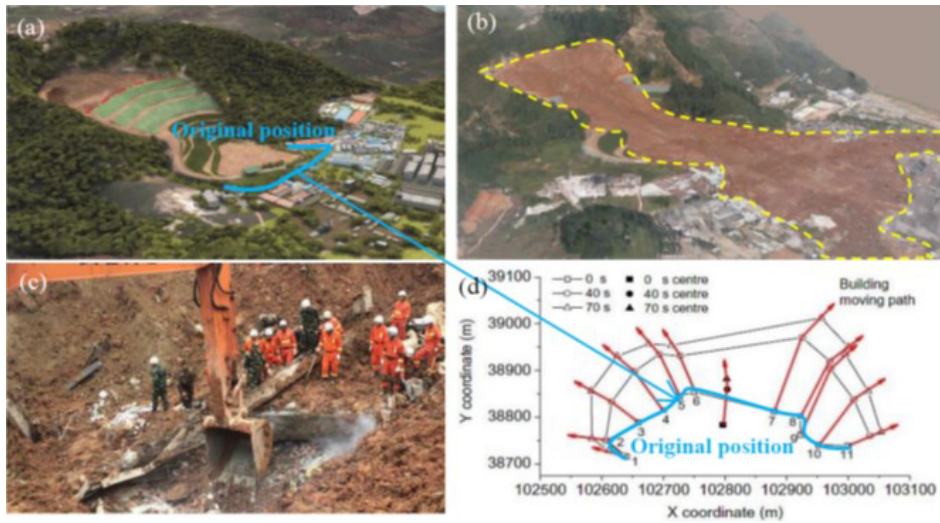 (a)
Original position
(b)
(c)
(d)
0 s
40 s
70 s
0 s centre
40 s centre
70 s centre
Building
moving path
Y coordinate (m)
39100
39000
38900
38800
38700
1
2
3
4
5
6
7
8
9
10
11
Original position
102500 102600 102700 102800 102900 103000 103100
X coordinate (m)